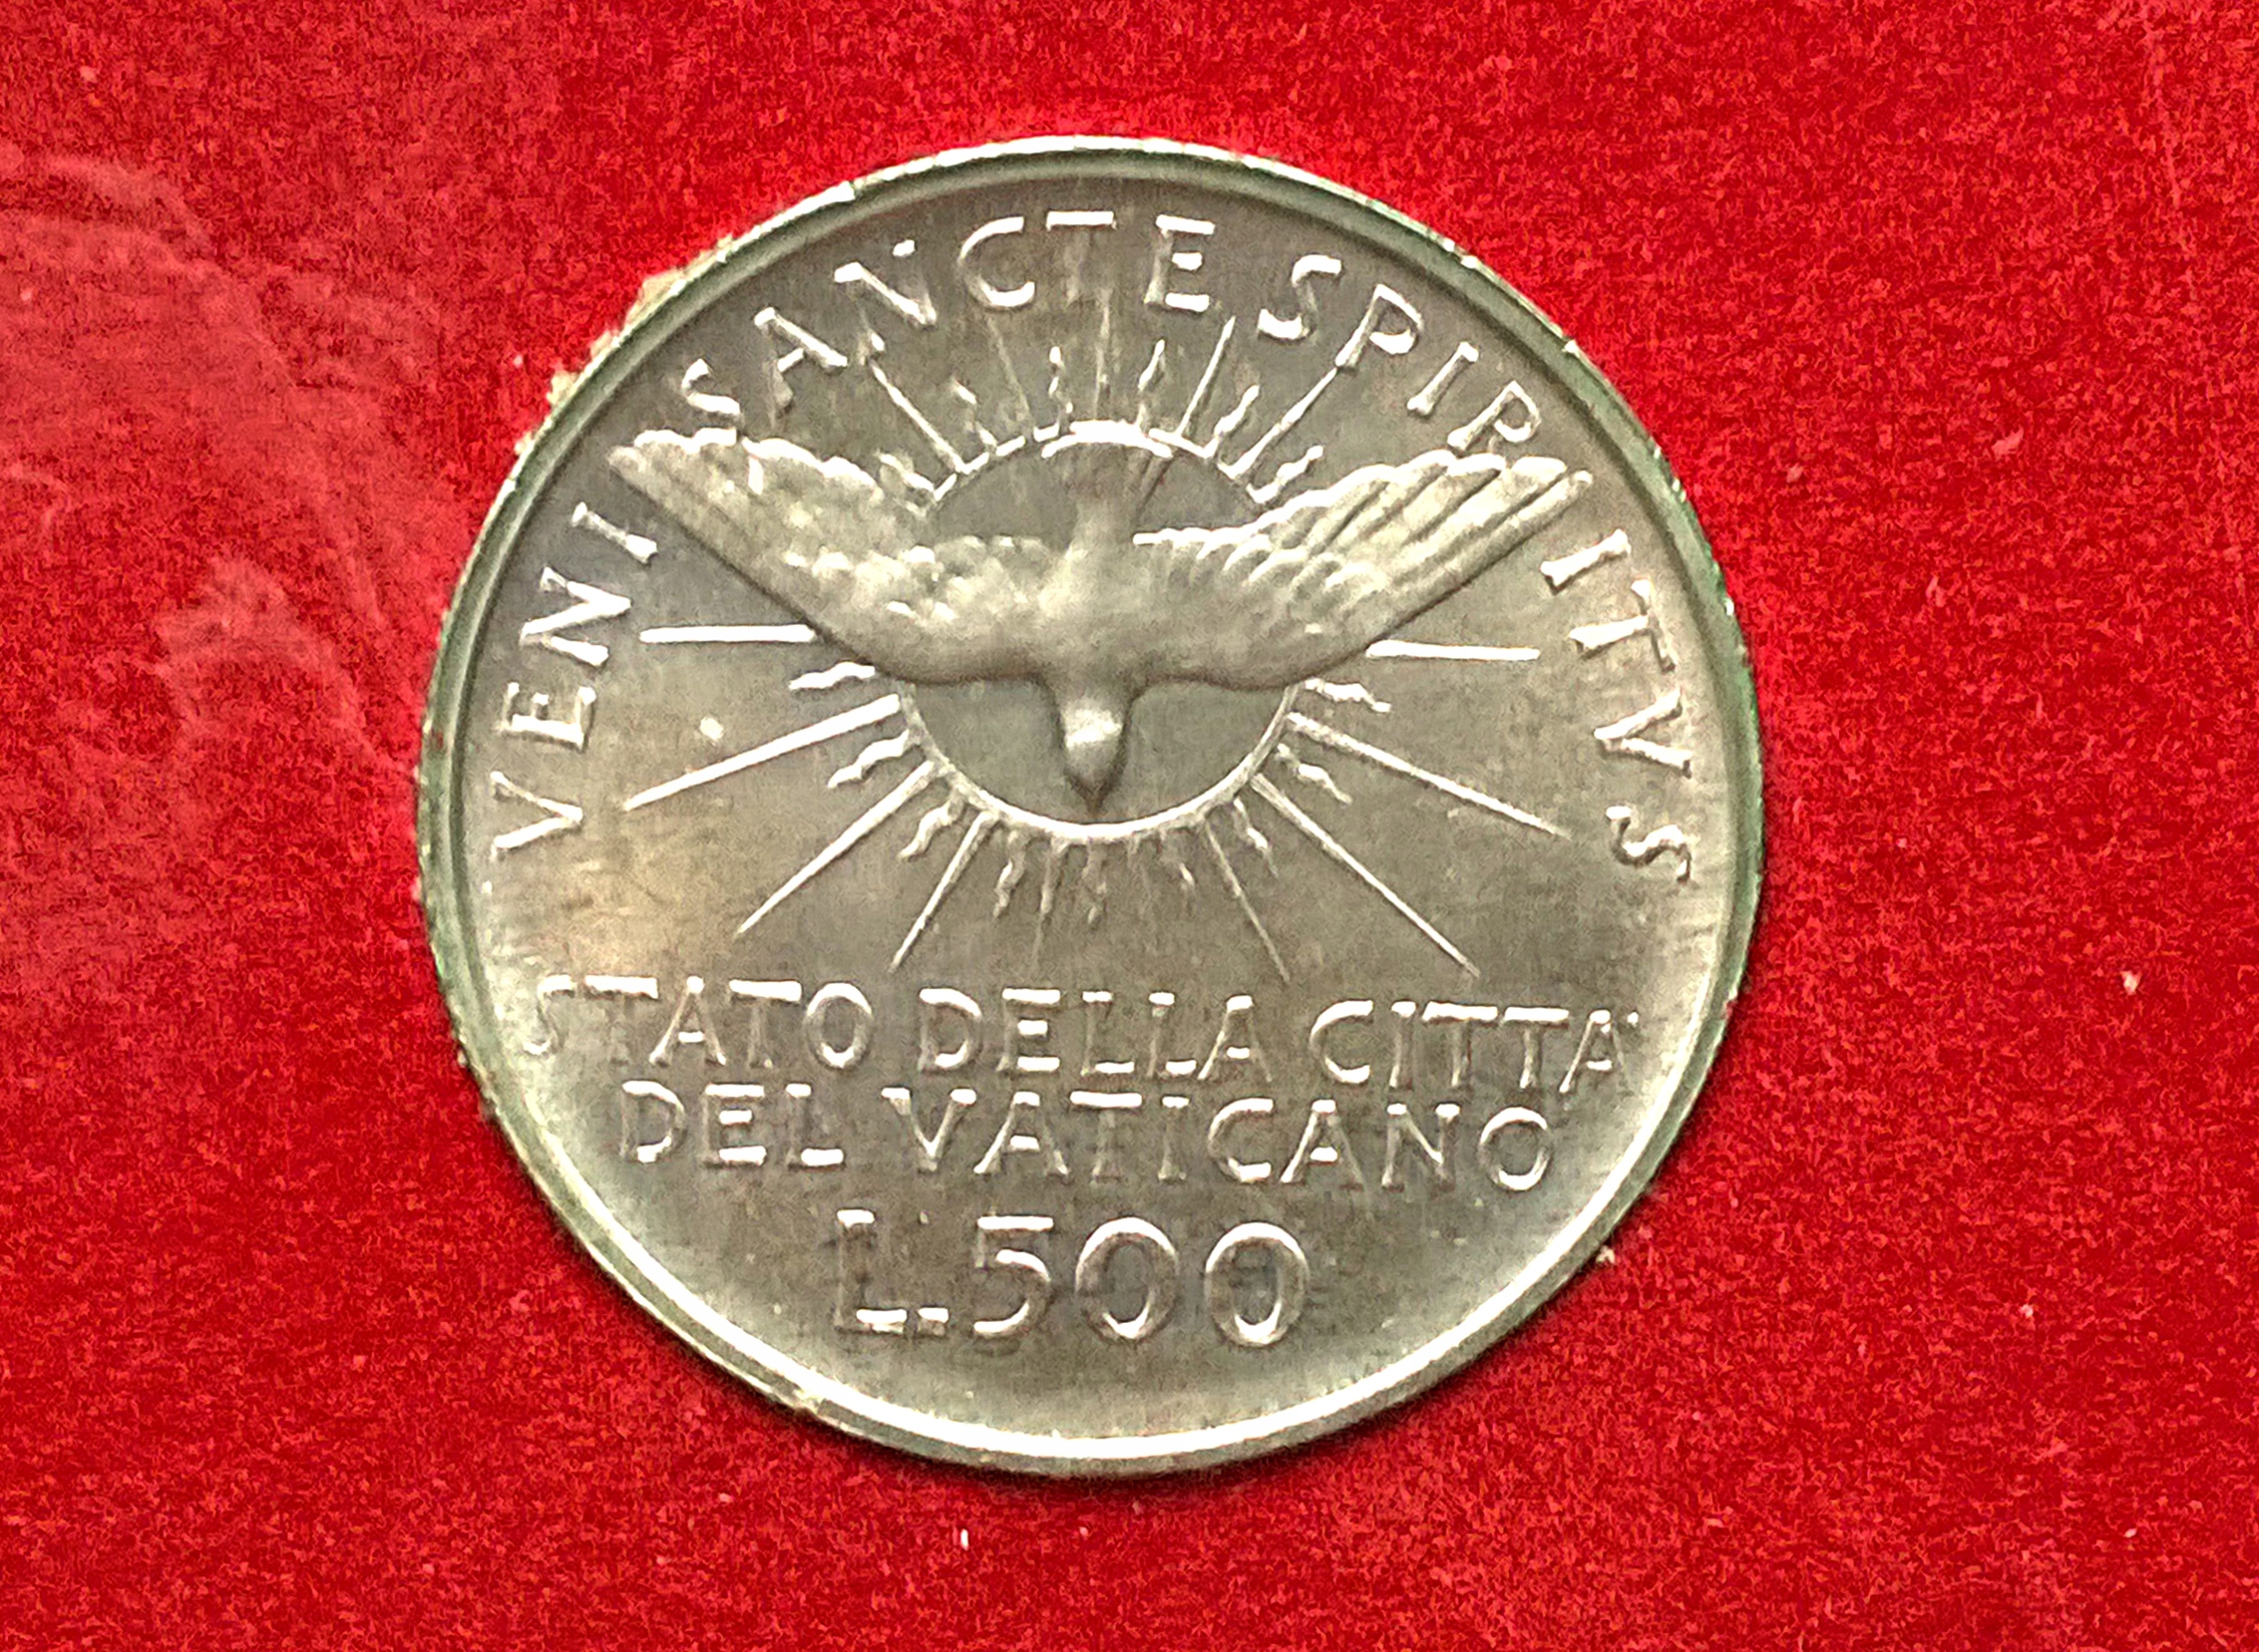 VENI SANCTE SPIRITVS
STATO DELLA CITTA'
DEL VATICANO
L.500